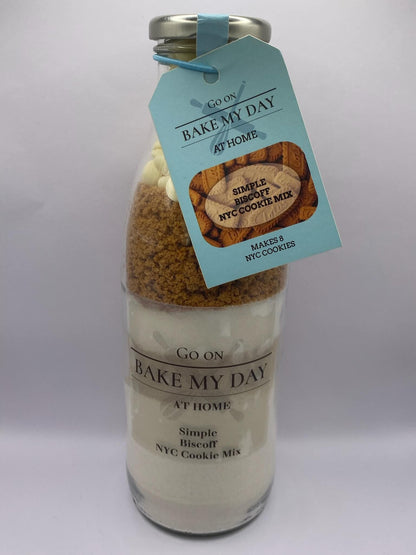 GO ON
BAKE MY DAY
AT HOME
SIMPLE
BISCOFF
NYC COOKIE MIX
MAKES 8
NYC COOKIES
GO ON
BAKE MY DAY
AT HOME
Simple
Biscoff
NYC Cookie Mix